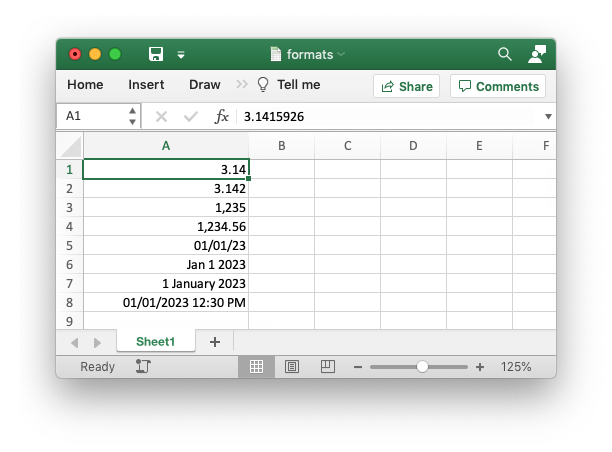 formats
Home Insert Draw Tell me Share Comments
A1 fx 3.1415926
A B C D E F
1 3.14
2 3.142
3 1,235
4 1,234.56
5 01/01/23
6 Jan 1 2023
7 1 January 2023
8 01/01/2023 12:30 PM
9
Sheet1 +
Ready 125%